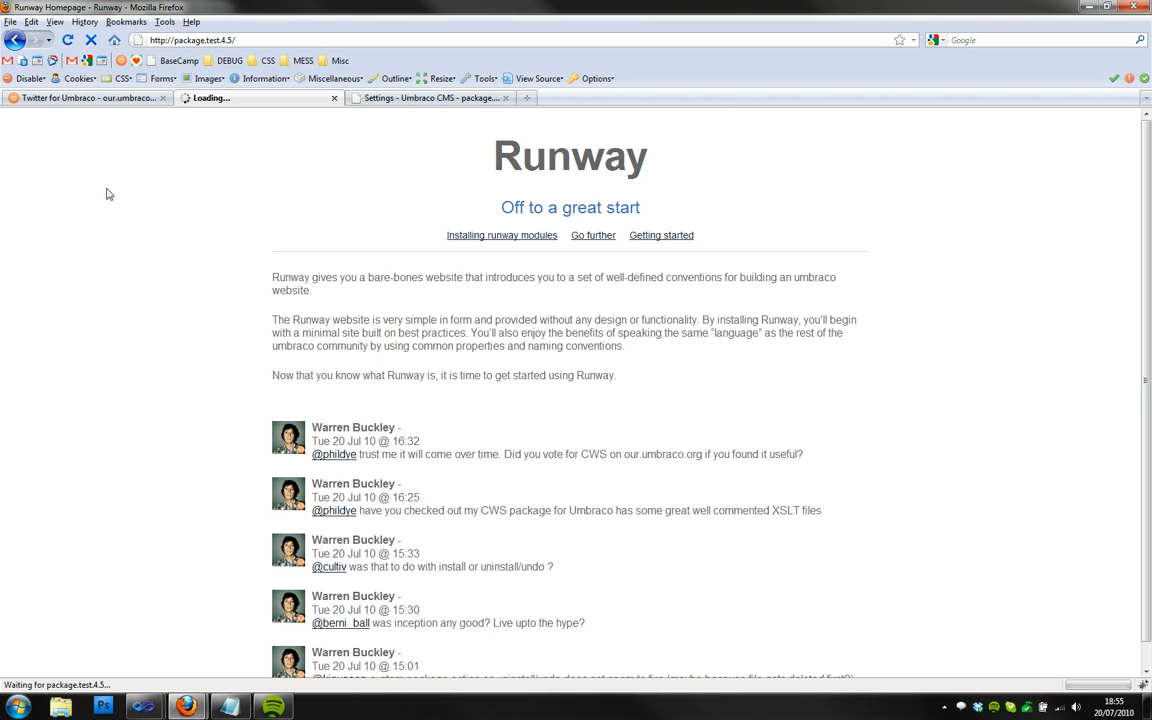 Runway Homepage - Runway - Mozilla Firefox
File Edit View History Bookmarks Tools Help
http://package.test.4.5/
Google
BaseCamp DEBUG CSS MESS Misc
Disable Cookies CSS Forms Images Information Miscellaneous Outline Resize Tools View Source Options
Twitter for Umbraco - our.umbraco... Loading... Settings - Umbraco CMS - package....
Runway
Off to a great start
Installing runway modules Go further Getting started
Runway gives you a bare-bones website that introduces you to a set of well-defined conventions for building an umbraco
website.
The Runway website is very simple in form and provided without any design or functionality. By installing Runway, you'll begin
with a minimal site built on best practices. You'll also enjoy the benefits of speaking the same "language" as the rest of the
umbraco community by using common properties and naming conventions.
Now that you know what Runway is, it is time to get started using Runway.
Warren Buckley -
Tue 20 Jul 10 @ 16:32
@phildye trust me it will come over time. Did you vote for CWS on our.umbraco.org if you found it useful?
Warren Buckley -
Tue 20 Jul 10 @ 16:25
@phildye have you checked out my CWS package for Umbraco has some great well commented XSLT files
Warren Buckley -
Tue 20 Jul 10 @ 15:33
@cultiv was that to do with install or uninstall/undo ?
Warren Buckley -
Tue 20 Jul 10 @ 15:30
@berni_ball was inception any good? Live upto the hype?
Warren Buckley -
Tue 20 Jul 10 @ 15:01
Waiting for package.test.4.5...
Ps
18:55
20/07/2010